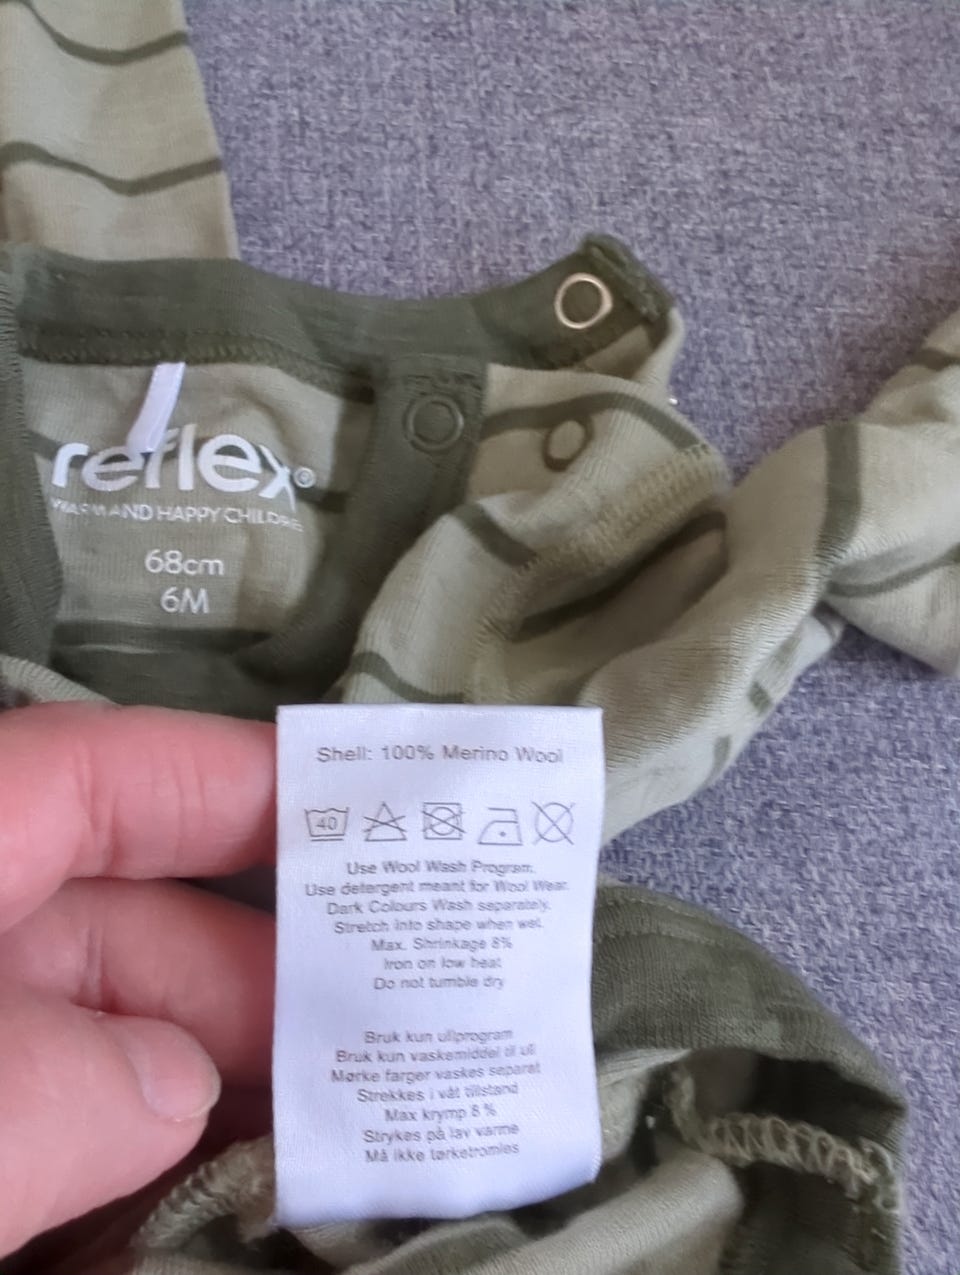 reflex®
WARM AND HAPPY CHILDREN
68cm
6M
Shell: 100% Merino Wool
40
Use Wool Wash Program.
Use detergent meant for Wool Wear.
Dark Colours Wash separately.
Stretch into shape when wet.
Max. Shrinkage 8%
Iron on low heat
Do not tumble dry
Bruk kun ullprogram
Bruk kun vaskemiddel til ull
Mørke farger vaskes separat
Strekkes i våt tilstand
Max krymp 8 %
Strykes på lav varme
Må ikke tørketromles